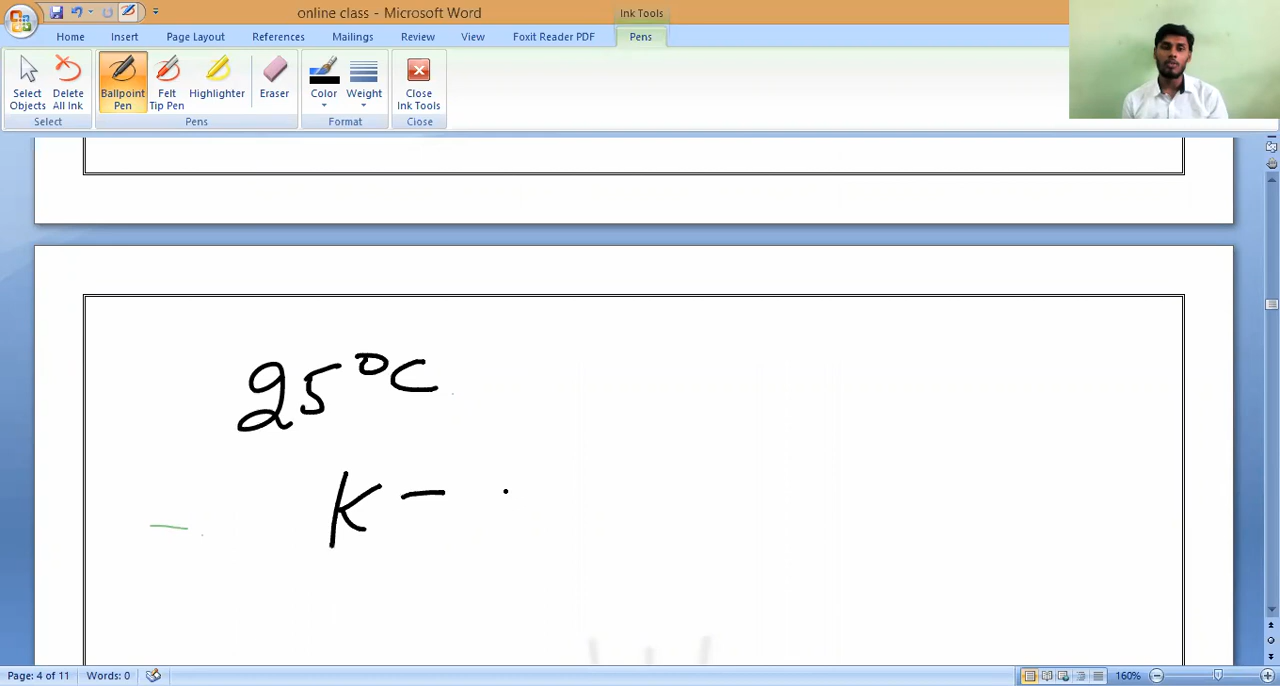 online class - Microsoft Word
Ink Tools
Home Insert Page Layout References Mailings Review View Foxit Reader PDF Pens
Select Objects
Delete All Ink
Ballpoint Pen
Felt Tip Pen
Highlighter
Eraser
Color
Weight
Close Ink Tools
Select Pens Format Close
25°C
K -
Page: 4 of 11 Words: 0 160%